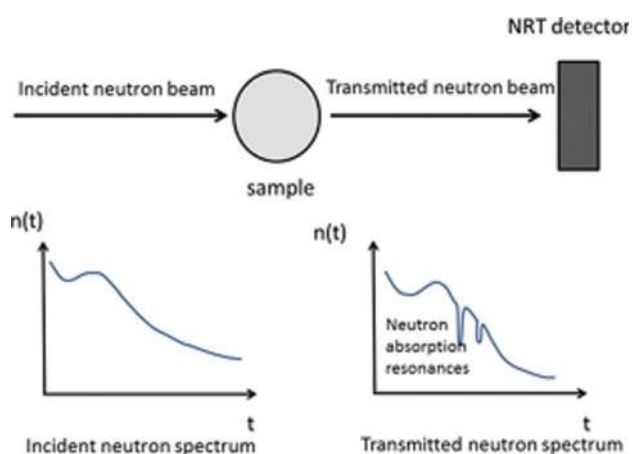 NRT detector
Incident neutron beam
Transmitted neutron beam
sample
n(t)
n(t)
Neutron
absorption
resonances
t
t
Incident neutron spectrum
Transmitted neutron spectrum